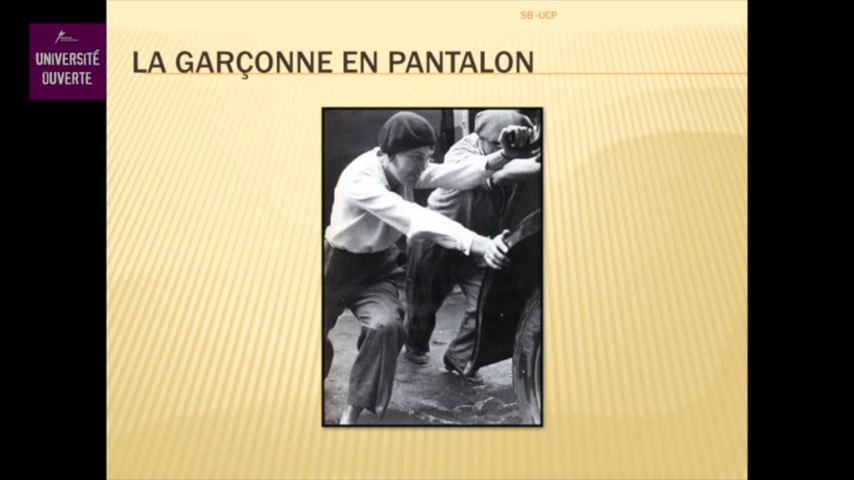 SB -UCP
UNIVERSITÉ
OUVERTE
LA GARÇONNE EN PANTALON